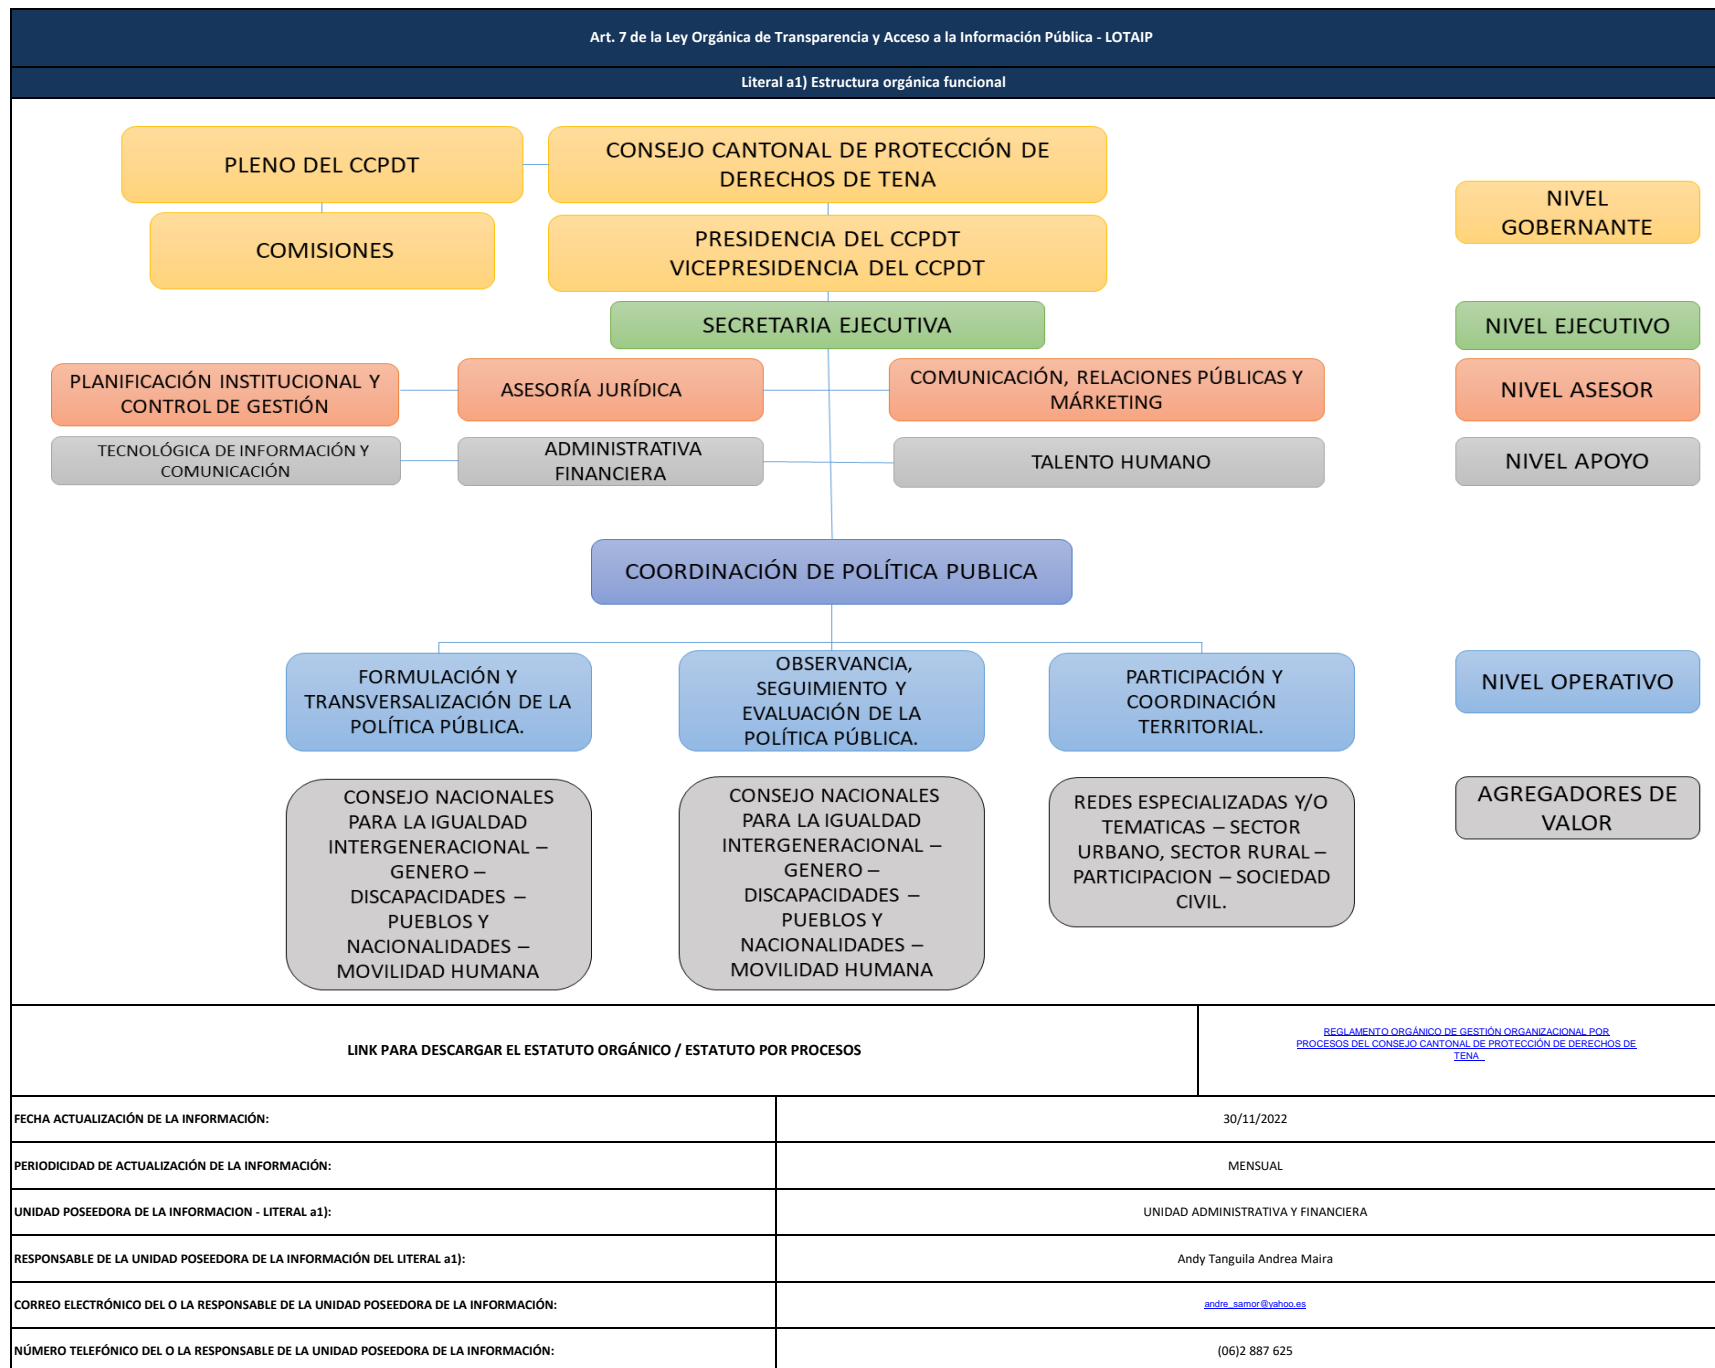 Art. 7 de la Ley Orgánica de Transparencia y Acceso a la Información Pública - LOTAIP
Literal a1) Estructura orgánica funcional
PLENO DEL CCPDT
CONSEJO CANTONAL DE PROTECCIÓN DE
DERECHOS DE TENA
NIVEL
GOBERNANTE
COMISIONES
PRESIDENCIA DEL CCPDT
VICEPRESIDENCIA DEL CCPDT
SECRETARIA EJECUTIVA
NIVEL EJECUTIVO
PLANIFICACIÓN INSTITUCIONAL Y
CONTROL DE GESTIÓN
ASESORÍA JURÍDICA
COMUNICACIÓN, RELACIONES PÚBLICAS Y
MÁRKETING
NIVEL ASESOR
TECNOLÓGICA DE INFORMACIÓN Y
COMUNICACIÓN
ADMINISTRATIVA
FINANCIERA
TALENTO HUMANO
NIVEL APOYO
COORDINACIÓN DE POLÍTICA PUBLICA
FORMULACIÓN Y
TRANSVERSALIZACIÓN DE LA
POLÍTICA PÚBLICA.
OBSERVANCIA,
SEGUIMIENTO Y
EVALUACIÓN DE LA
POLÍTICA PÚBLICA.
PARTICIPACIÓN Y
COORDINACIÓN
TERRITORIAL.
NIVEL OPERATIVO
CONSEJO NACIONALES
PARA LA IGUALDAD
INTERGENERACIONAL –
GENERO –
DISCAPACIDADES –
PUEBLOS Y
NACIONALIDADES –
MOVILIDAD HUMANA
CONSEJO NACIONALES
PARA LA IGUALDAD
INTERGENERACIONAL –
GENERO –
DISCAPACIDADES –
PUEBLOS Y
NACIONALIDADES –
MOVILIDAD HUMANA
REDES ESPECIALIZADAS Y/O
TEMATICAS – SECTOR
URBANO, SECTOR RURAL –
PARTICIPACION – SOCIEDAD
CIVIL.
AGREGADORES DE
VALOR
LINK PARA DESCARGAR EL ESTATUTO ORGÁNICO / ESTATUTO POR PROCESOS
REGLAMENTO ORGÁNICO DE GESTIÓN ORGANIZACIONAL POR
PROCESOS DEL CONSEJO CANTONAL DE PROTECCIÓN DE DERECHOS DE
TENA
FECHA ACTUALIZACIÓN DE LA INFORMACIÓN:
30/11/2022
PERIODICIDAD DE ACTUALIZACIÓN DE LA INFORMACIÓN:
MENSUAL
UNIDAD POSEEDORA DE LA INFORMACION - LITERAL a1):
UNIDAD ADMINISTRATIVA Y FINANCIERA
RESPONSABLE DE LA UNIDAD POSEEDORA DE LA INFORMACIÓN DEL LITERAL a1):
Andy Tanguila Andrea Maira
CORREO ELECTRÓNICO DEL O LA RESPONSABLE DE LA UNIDAD POSEEDORA DE LA INFORMACIÓN:
andre_samor@yahoo.es
NÚMERO TELEFÓNICO DEL O LA RESPONSABLE DE LA UNIDAD POSEEDORA DE LA INFORMACIÓN:
(06)2 887 625